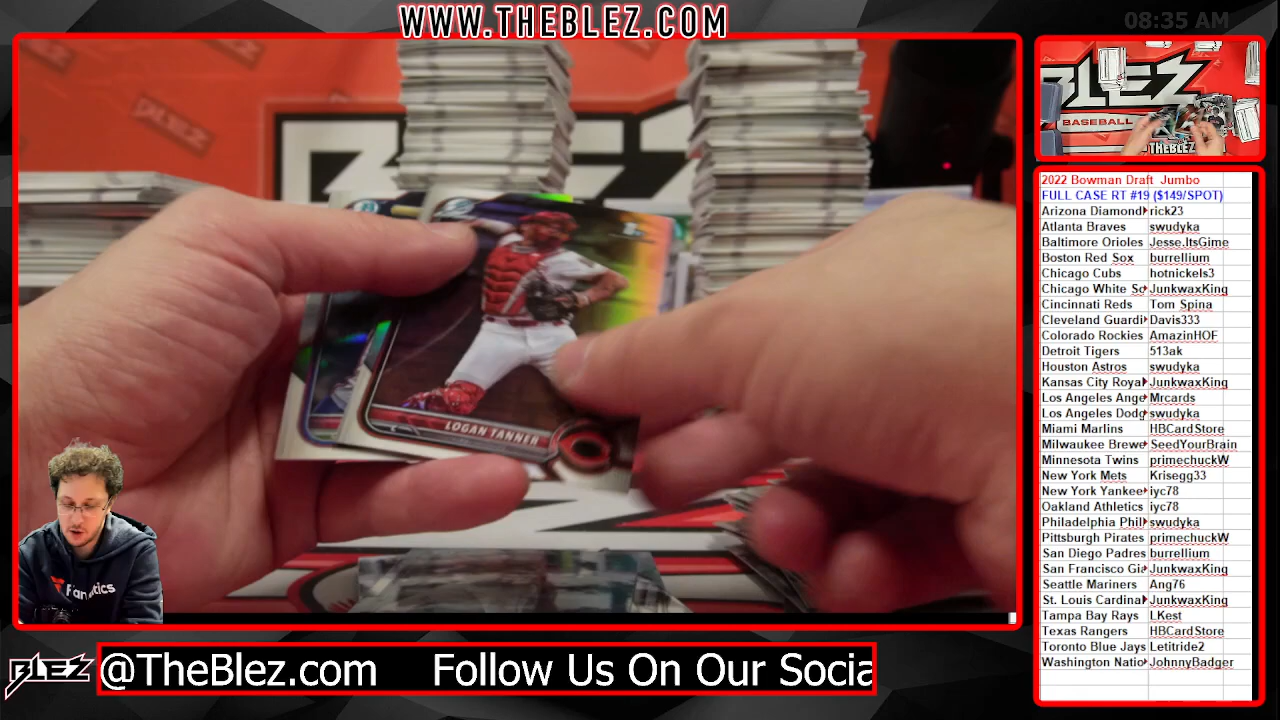 WWW.THEBLEZ.COM
08:35 AM
BLEZ
LOGAN TANNER
BLEZ
BASEBALL
THEBLEZ
2022 Bowman Draft Jumbo
FULL CASE RT #19 ($149/SPOT)
Arizona Diamond rick23
Atlanta Braves swudyka
Baltimore Orioles Jesse.ItsGime
Boston Red Sox burrellium
Chicago Cubs hotnickels3
Chicago White So JunkwaxKing
Cincinnati Reds Tom Spina
Cleveland Guardi Davis333
Colorado Rockies AmazinHOF
Detroit Tigers 513ak
Houston Astros swudyka
Kansas City Roya JunkwaxKing
Los Angeles Ange Mrcards
Los Angeles Dodg swudyka
Miami Marlins HBCardStore
Milwaukee Brewe SeedYourBrain
Minnesota Twins primechuckW
New York Mets Krisegg33
New York Yankee iyc78
Oakland Athletics iyc78
Philadelphia Phil swudyka
Pittsburgh Pirates primechuckW
San Diego Padres burrellium
San Francisco Gia JunkwaxKing
Seattle Mariners Ang76
St. Louis Cardina JunkwaxKing
Tampa Bay Rays LKest
Texas Rangers HBCardStore
Toronto Blue Jays Letitride2
Washington Natio JohnnyBadger
BLEZ @TheBlez.com Follow Us On Our Socia